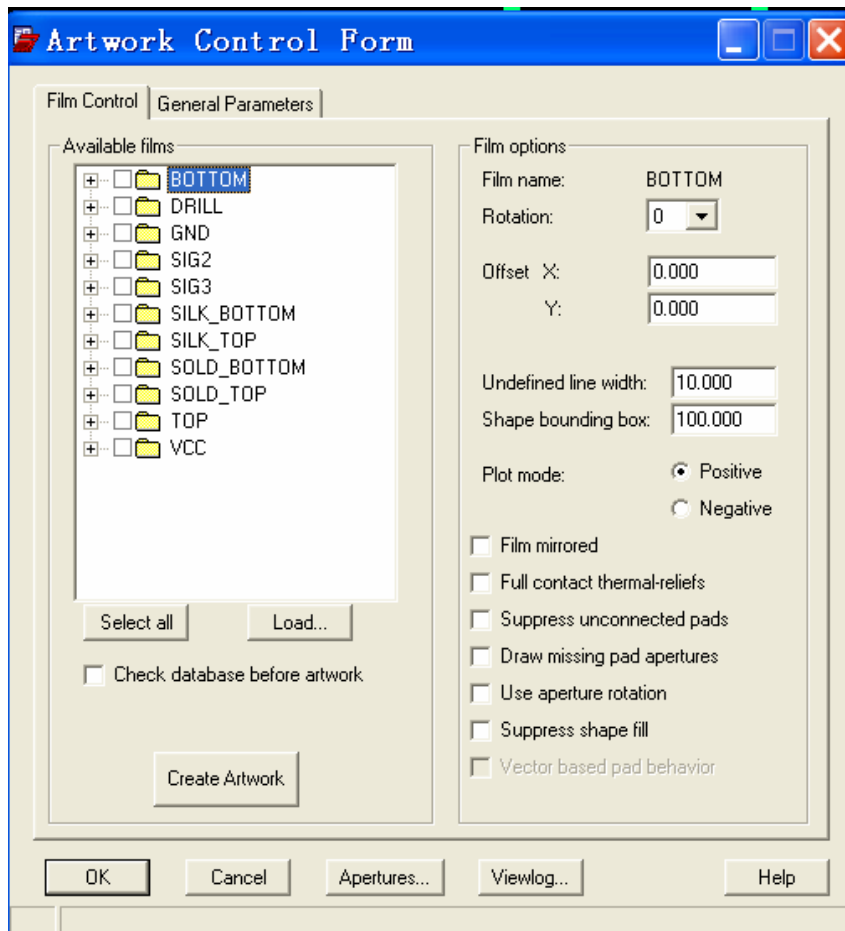 Artwork Control Form
Film Control
General Parameters
Available films
BOTTOM
DRILL
GND
SIG2
SIG3
SILK_BOTTOM
SILK_TOP
SOLD_BOTTOM
SOLD_TOP
TOP
VCC
Select all
Load...
Check database before artwork
Create Artwork
Film options
Film name: BOTTOM
Rotation: 0
Offset X: 0.000
Y: 0.000
Undefined line width: 10.000
Shape bounding box: 100.000
Plot mode: Positive
Negative
Film mirrored
Full contact thermal-reliefs
Suppress unconnected pads
Draw missing pad apertures
Use aperture rotation
Suppress shape fill
Vector based pad behavior
OK
Cancel
Apertures...
Viewlog...
Help